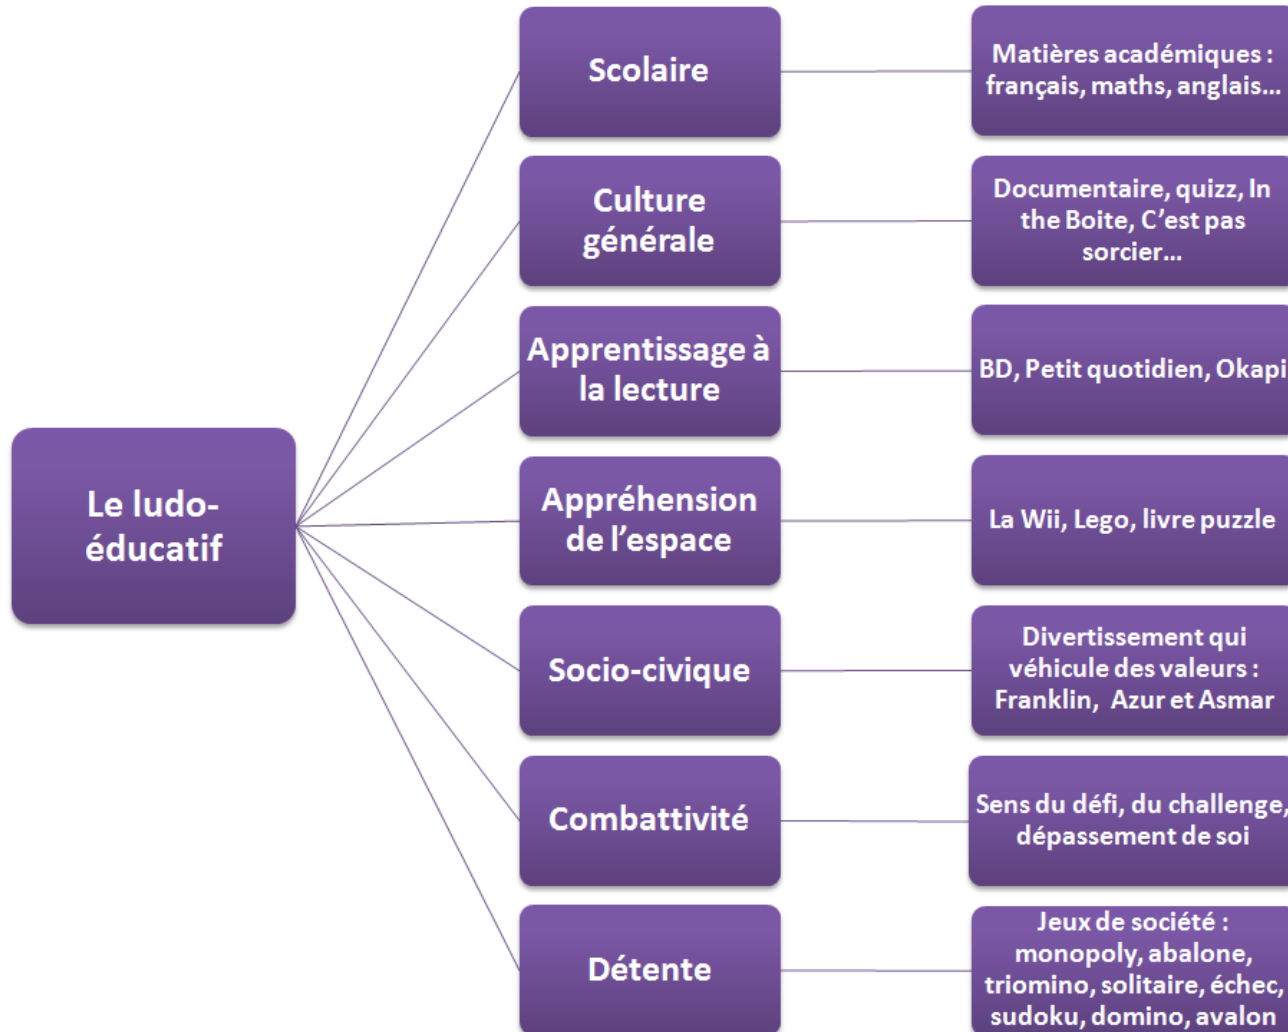 Scolaire
Matières académiques :
français, maths, anglais...
Culture
générale
Documentaire, quizz, In
the Boite, C’est pas
sorcier...
Apprentissage à
la lecture
BD, Petit quotidien, Okapi
Le ludo-
éducatif
Appréhension
de l’espace
La Wii, Lego, livre puzzle
Socio-civique
Divertissement qui
véhicule des valeurs :
Franklin, Azur et Asmar
Combattivité
Sens du défi, du challenge,
dépassement de soi
Détente
Jeux de société :
monopoly, abalone,
triomino, solitaire, échec,
sudoku, domino, avalon